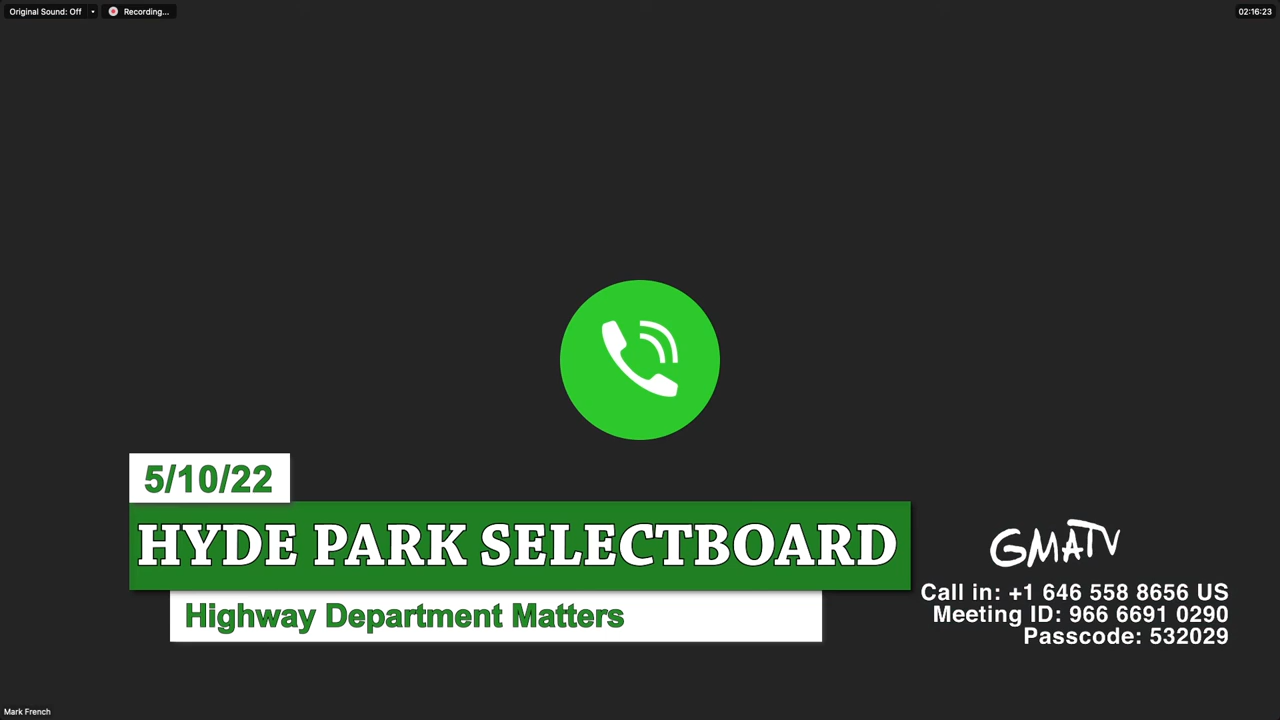 Original Sound: Off
Recording...
02:16:23
5/10/22
HYDE PARK SELECTBOARD
Highway Department Matters
GMATV
Call in: +1 646 558 8656 US
Meeting ID: 966 6691 0290
Passcode: 532029
Mark French